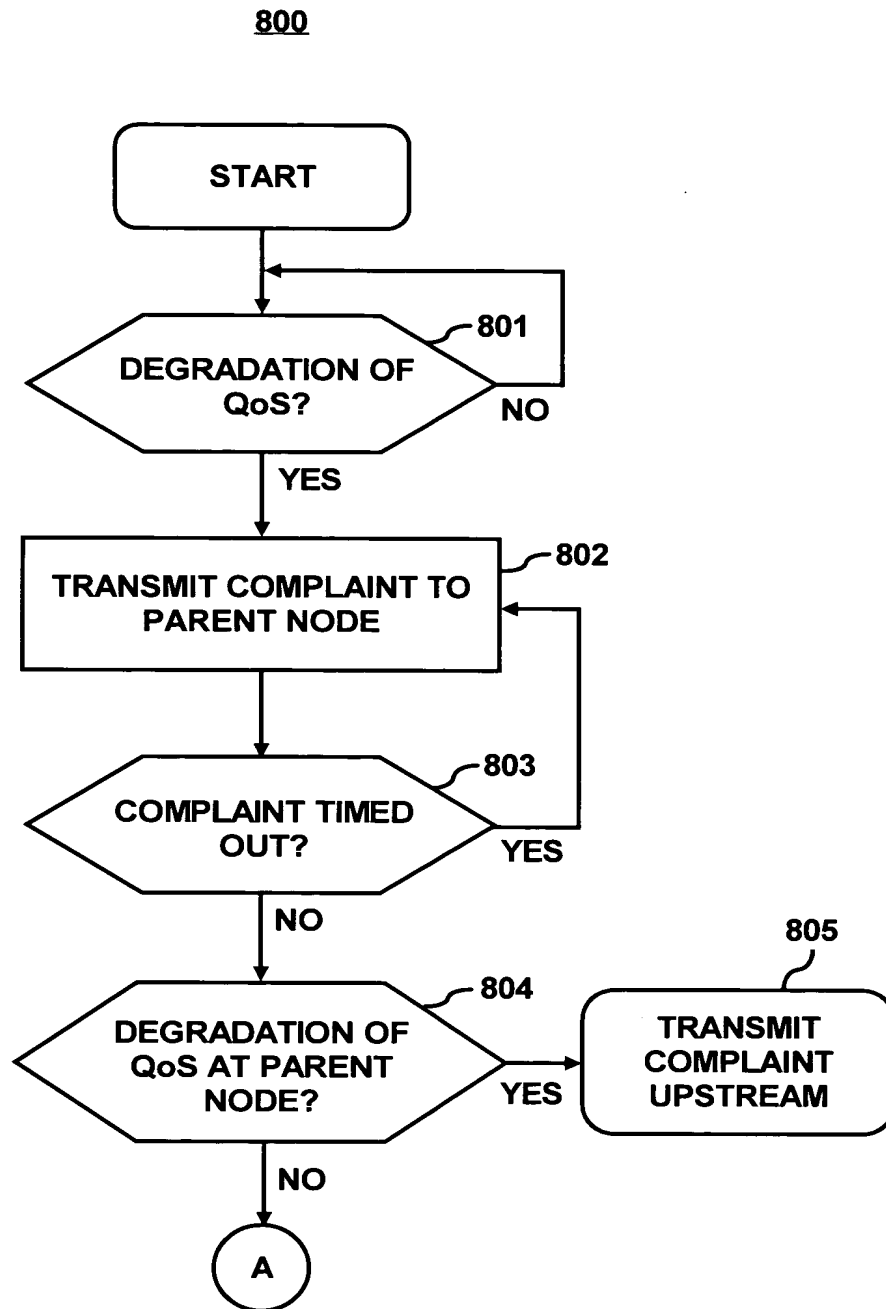 800
START
801
DEGRADATION OF
QoS?
NO
YES
802
TRANSMIT COMPLAINT TO
PARENT NODE
803
COMPLAINT TIMED
OUT?
YES
NO
804
805
DEGRADATION OF
QoS AT PARENT
NODE?
YES
TRANSMIT
COMPLAINT
UPSTREAM
NO
A